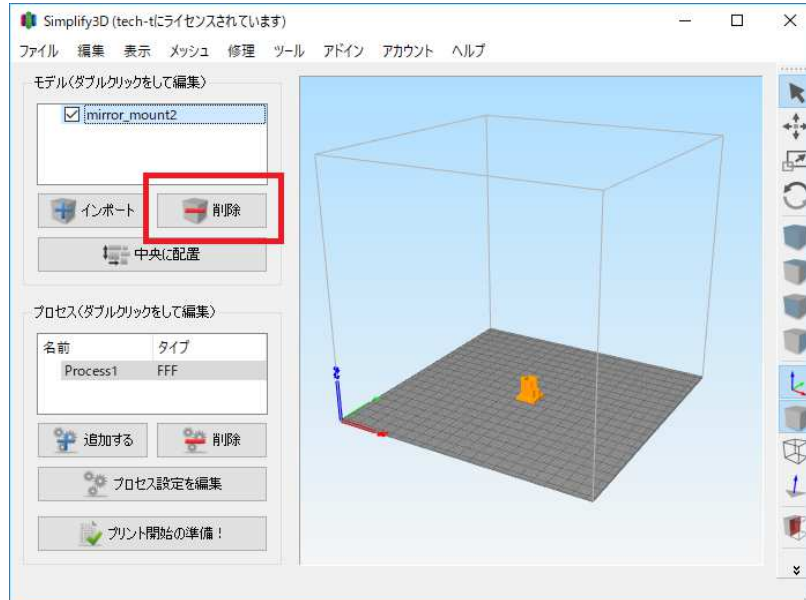 Simplify3D (tech-tにライセンスされています)
ファイル 編集 表示 メッシュ 修理 ツール アドイン アカウント ヘルプ
モデル(ダブルクリックをして編集)
mirror_mount2
インポート 削除
中央に配置
プロセス(ダブルクリックをして編集)
名前 タイプ
Process1 FFF
追加する 削除
プロセス設定を編集
プリント開始の準備!